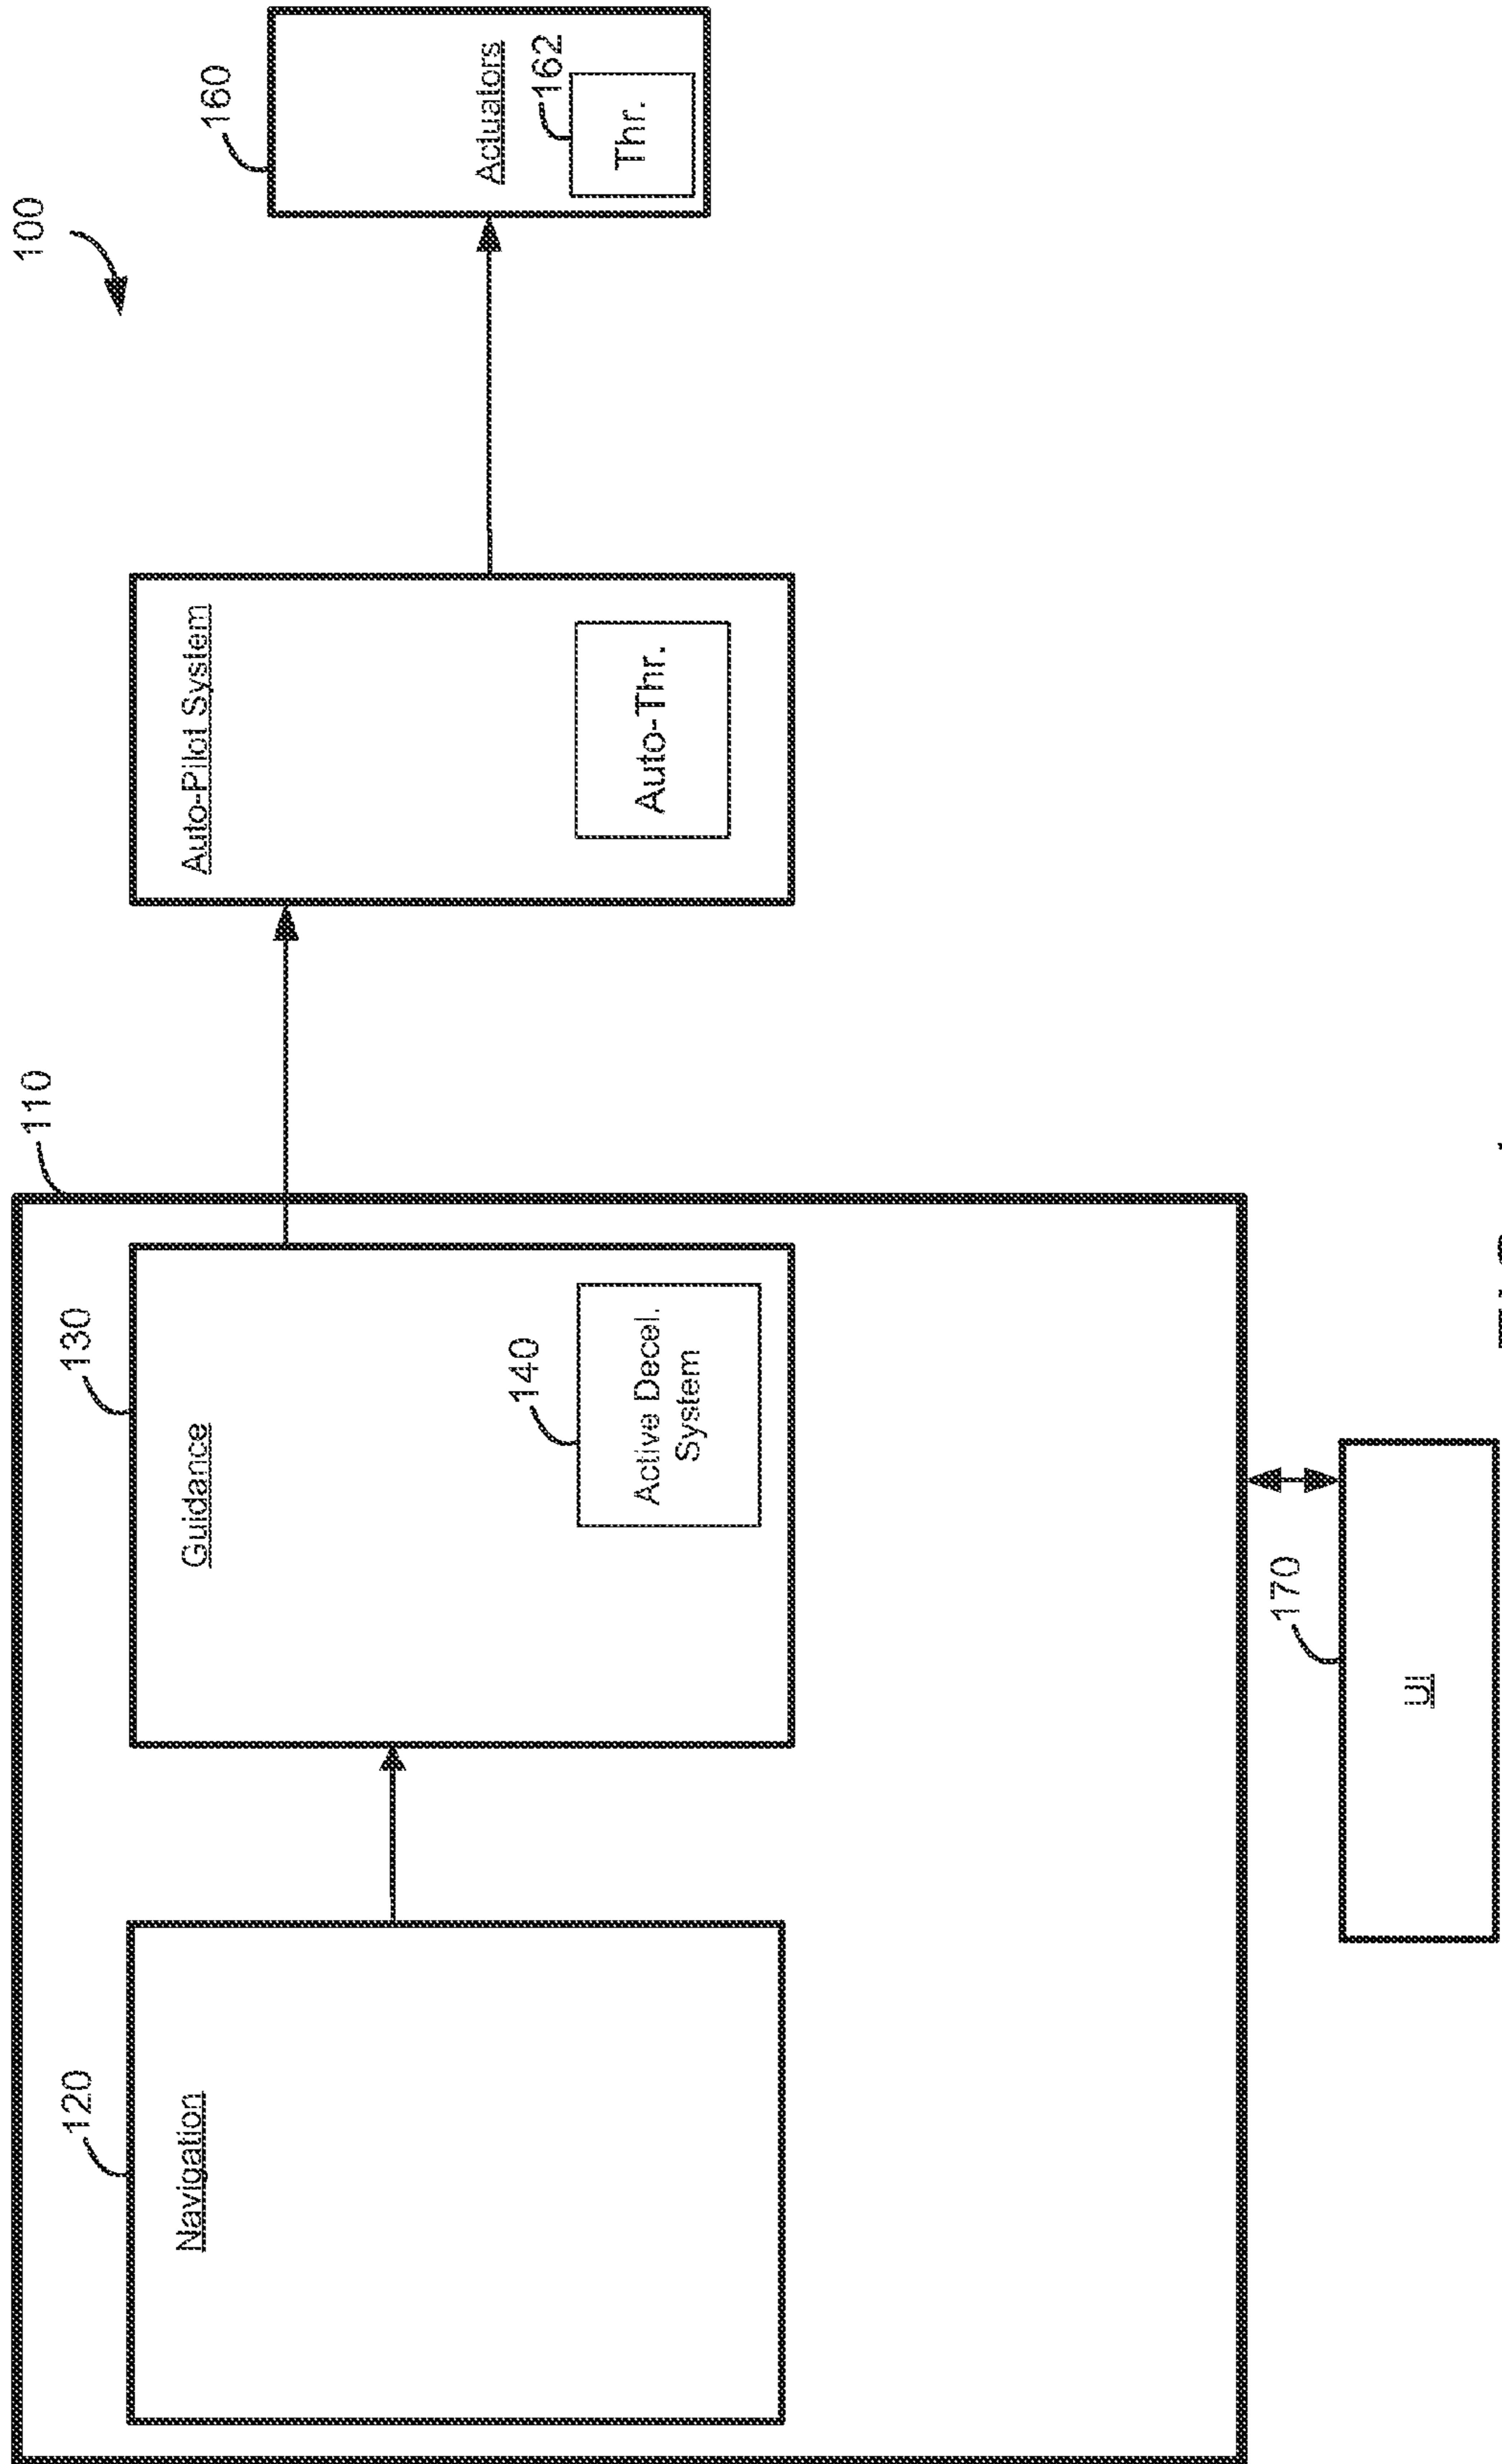 100
110
120
Navigation
130
Guidance
140
Active Decel.
System
Auto-Pilot System
Auto-Thr.
160
Actuators
162
Thr.
170
UI